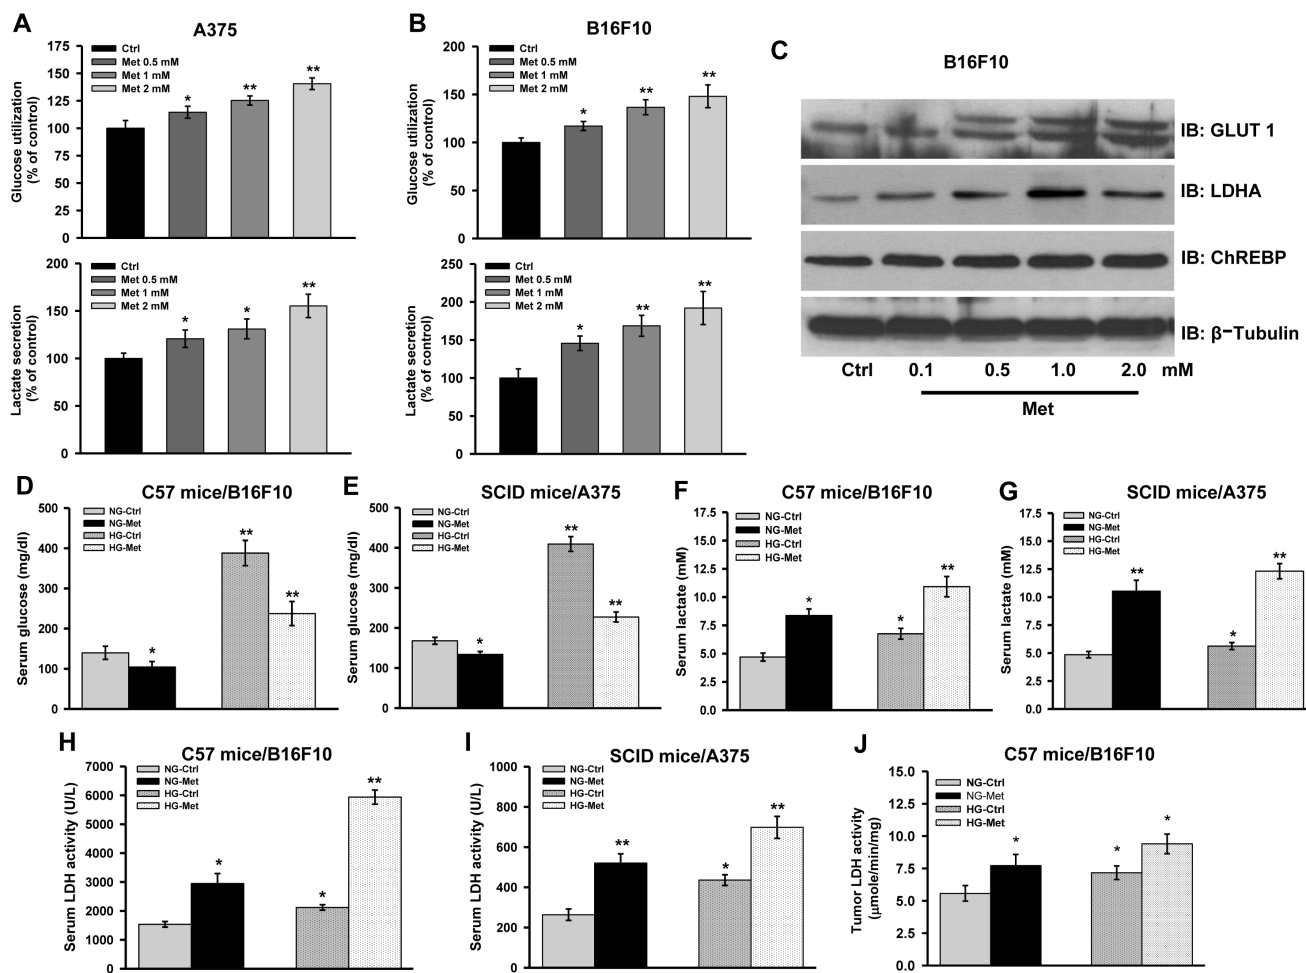 A
A375
175
150
125
100
75
50
25
0
Glucose utilization
(% of control)
Ctrl
Met 0.5 mM
Met 1 mM
Met 2 mM
*
**
**
200
150
100
50
0
Lactate secretion
(% of control)
Ctrl
Met 0.5 mM
Met 1 mM
Met 2 mM
*
*
**
B
B16F10
200
150
100
50
0
Glucose utilization
(% of control)
Ctrl
Met 0.5 mM
Met 1 mM
Met 2 mM
*
**
**
250
200
150
100
50
0
Lactate secretion
(% of control)
Ctrl
Met 0.5 mM
Met 1 mM
Met 2 mM
*
**
**
C
B16F10
IB: GLUT 1
IB: LDHA
IB: ChREBP
IB: β−Tubulin
Ctrl 0.1 0.5 1.0 2.0 mM
Met
D
C57 mice/B16F10
500
400
300
200
100
0
Serum glucose (mg/dl)
NG-Ctrl
NG-Met
HG-Ctrl
HG-Met
*
**
**
E
SCID mice/A375
500
400
300
200
100
0
Serum glucose (mg/dl)
NG-Ctrl
NG-Met
HG-Ctrl
HG-Met
*
**
**
F
C57 mice/B16F10
17.5
15.0
12.5
10.0
7.5
5.0
2.5
0.0
Serum lactate (mM)
NG-Ctrl
NG-Met
HG-Ctrl
HG-Met
*
*
**
G
SCID mice/A375
17.5
15.0
12.5
10.0
7.5
5.0
2.5
0.0
Serum lactate (mM)
NG-Ctrl
NG-Met
HG-Ctrl
HG-Met
**
*
**
H
C57 mice/B16F10
7000
6000
5000
4000
3000
2000
1000
0
Serum LDH activity (U/L)
NG-Ctrl
NG-Met
HG-Ctrl
HG-Met
*
*
**
I
SCID mice/A375
1000
800
600
400
200
0
Serum LDH activity (U/L)
NG-Ctrl
NG-Met
HG-Ctrl
HG-Met
**
*
**
J
C57 mice/B16F10
15.0
12.5
10.0
7.5
5.0
2.5
0.0
Tumor LDH activity
(μmole/min/mg)
NG-Ctrl
NG-Met
HG-Ctrl
HG-Met
*
*
*